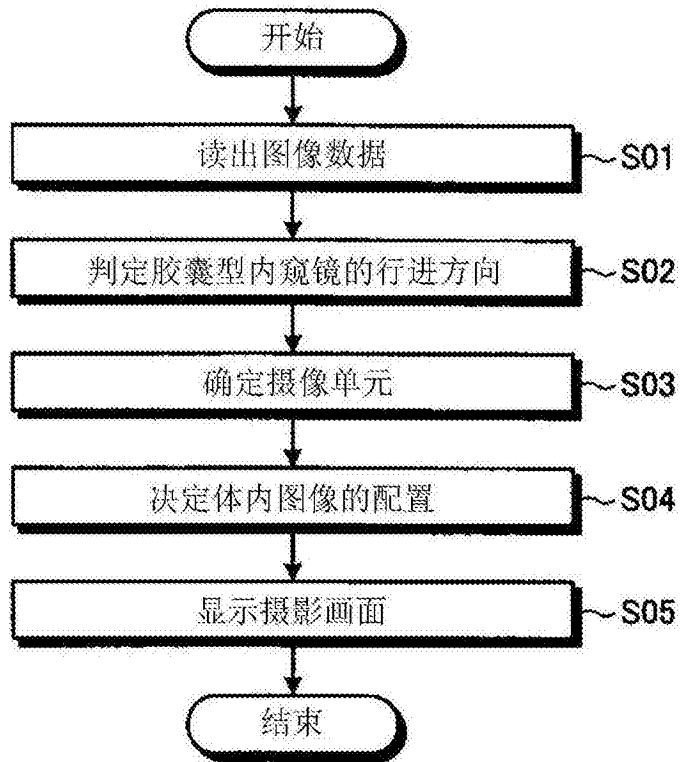 开始
读出图像数据 S01
判定胶囊型内窥镜的行进方向 S02
确定摄像单元 S03
决定体内图像的配置 S04
显示摄影画面 S05
结束